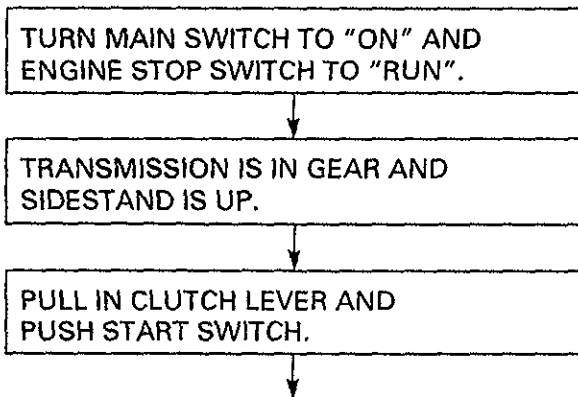 TURN MAIN SWITCH TO "ON" AND
ENGINE STOP SWITCH TO "RUN".
TRANSMISSION IS IN GEAR AND
SIDESTAND IS UP.
PULL IN CLUTCH LEVER AND
PUSH START SWITCH.